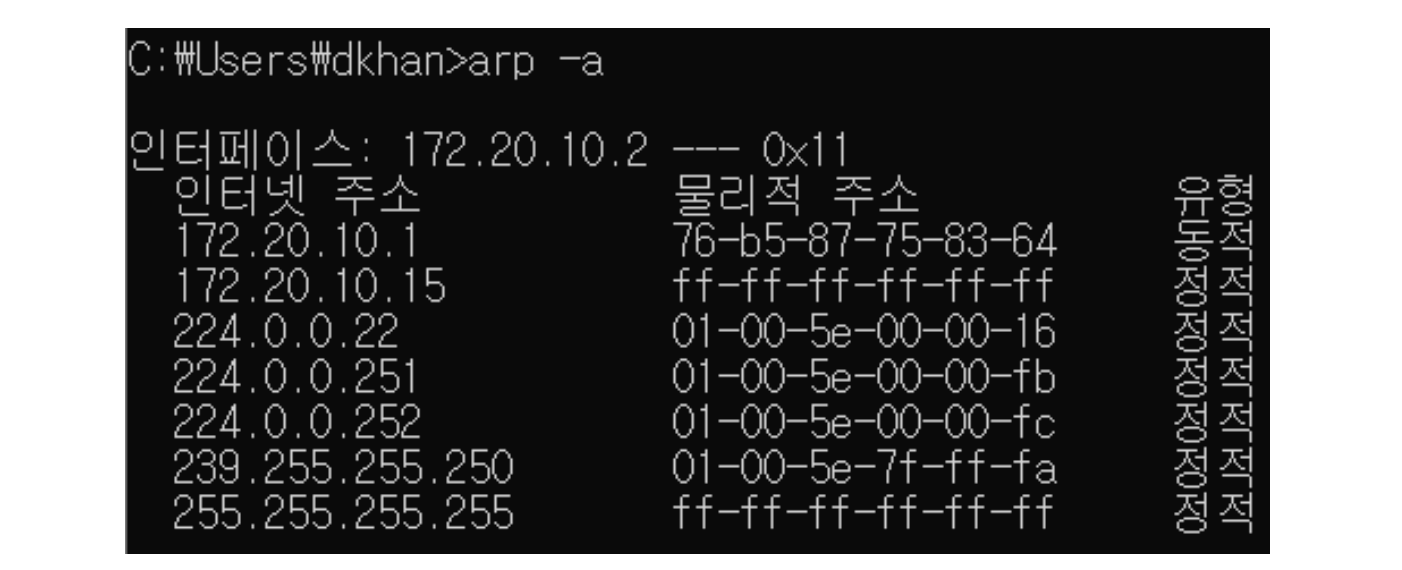 C:₩Users₩dkhan>arp -a
인터페이스: 172.20.10.2 --- 0x11
인터넷 주소 물리적 주소 유형
172.20.10.1 76-b5-87-75-83-64 동적
172.20.10.15 ff-ff-ff-ff-ff-ff 정적
224.0.0.22 01-00-5e-00-00-16 정적
224.0.0.251 01-00-5e-00-00-fb 정적
224.0.0.252 01-00-5e-00-00-fc 정적
239.255.255.250 01-00-5e-7f-ff-fa 정적
255.255.255.255 ff-ff-ff-ff-ff-ff 정적